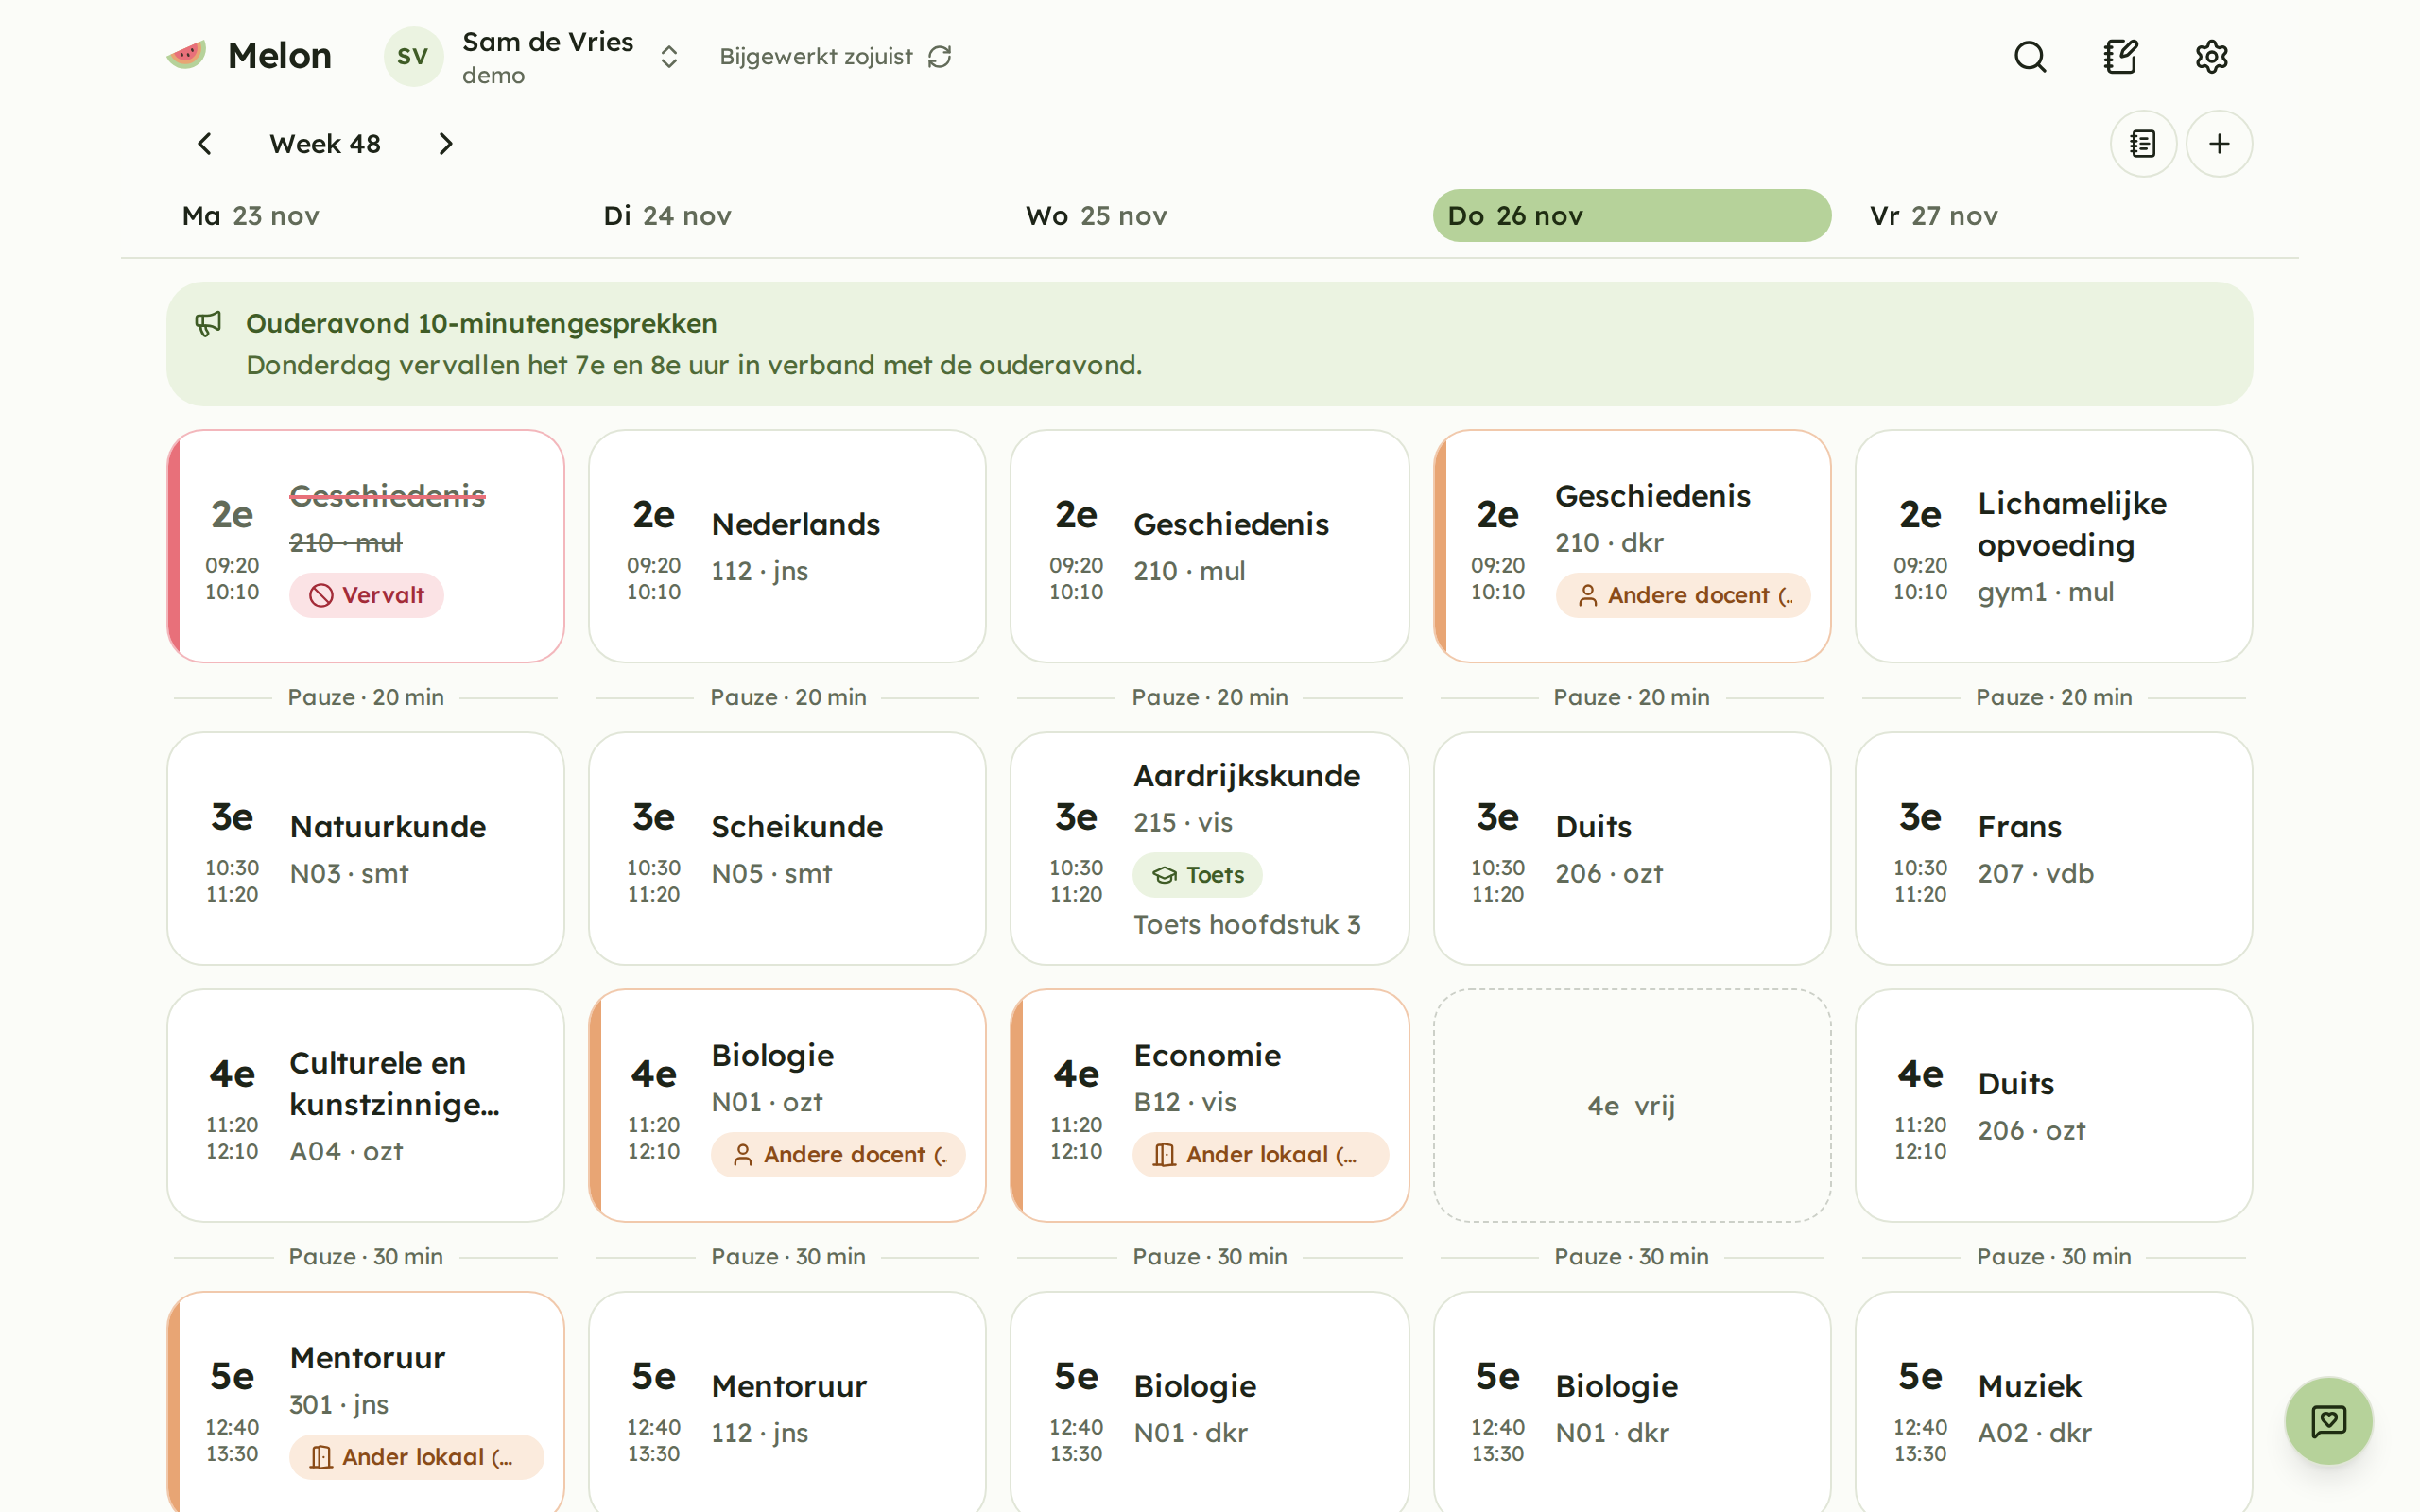 Melon
SV
Sam de Vries
demo
Bijgewerkt zojuist
Week 48
Ma 23 nov
Di 24 nov
Wo 25 nov
Do 26 nov
Vr 27 nov
Ouderavond 10-minutengesprekken
Donderdag vervallen het 7e en 8e uur in verband met de ouderavond.
2e
09:20
10:10
Geschiedenis
210 · mul
Vervalt
2e
09:20
10:10
Nederlands
112 · jns
2e
09:20
10:10
Geschiedenis
210 · mul
2e
09:20
10:10
Geschiedenis
210 · dkr
Andere docent (..
2e
09:20
10:10
Lichamelijke
opvoeding
gym1 · mul
Pauze · 20 min
Pauze · 20 min
Pauze · 20 min
Pauze · 20 min
Pauze · 20 min
3e
10:30
11:20
Natuurkunde
N03 · smt
3e
10:30
11:20
Scheikunde
N05 · smt
3e
10:30
11:20
Aardrijkskunde
215 · vis
Toets
Toets hoofdstuk 3
3e
10:30
11:20
Duits
206 · ozt
3e
10:30
11:20
Frans
207 · vdb
4e
11:20
12:10
Culturele en
kunstzinnige...
A04 · ozt
4e
11:20
12:10
Biologie
N01 · ozt
Andere docent (.
4e
11:20
12:10
Economie
B12 · vis
Ander lokaal (...
4e vrij
4e
11:20
12:10
Duits
206 · ozt
Pauze · 30 min
Pauze · 30 min
Pauze · 30 min
Pauze · 30 min
Pauze · 30 min
5e
12:40
13:30
Mentoruur
301 · jns
Ander lokaal (...
5e
12:40
13:30
Mentoruur
112 · jns
5e
12:40
13:30
Biologie
N01 · dkr
5e
12:40
13:30
Biologie
N01 · dkr
5e
12:40
13:30
Muziek
A02 · dkr